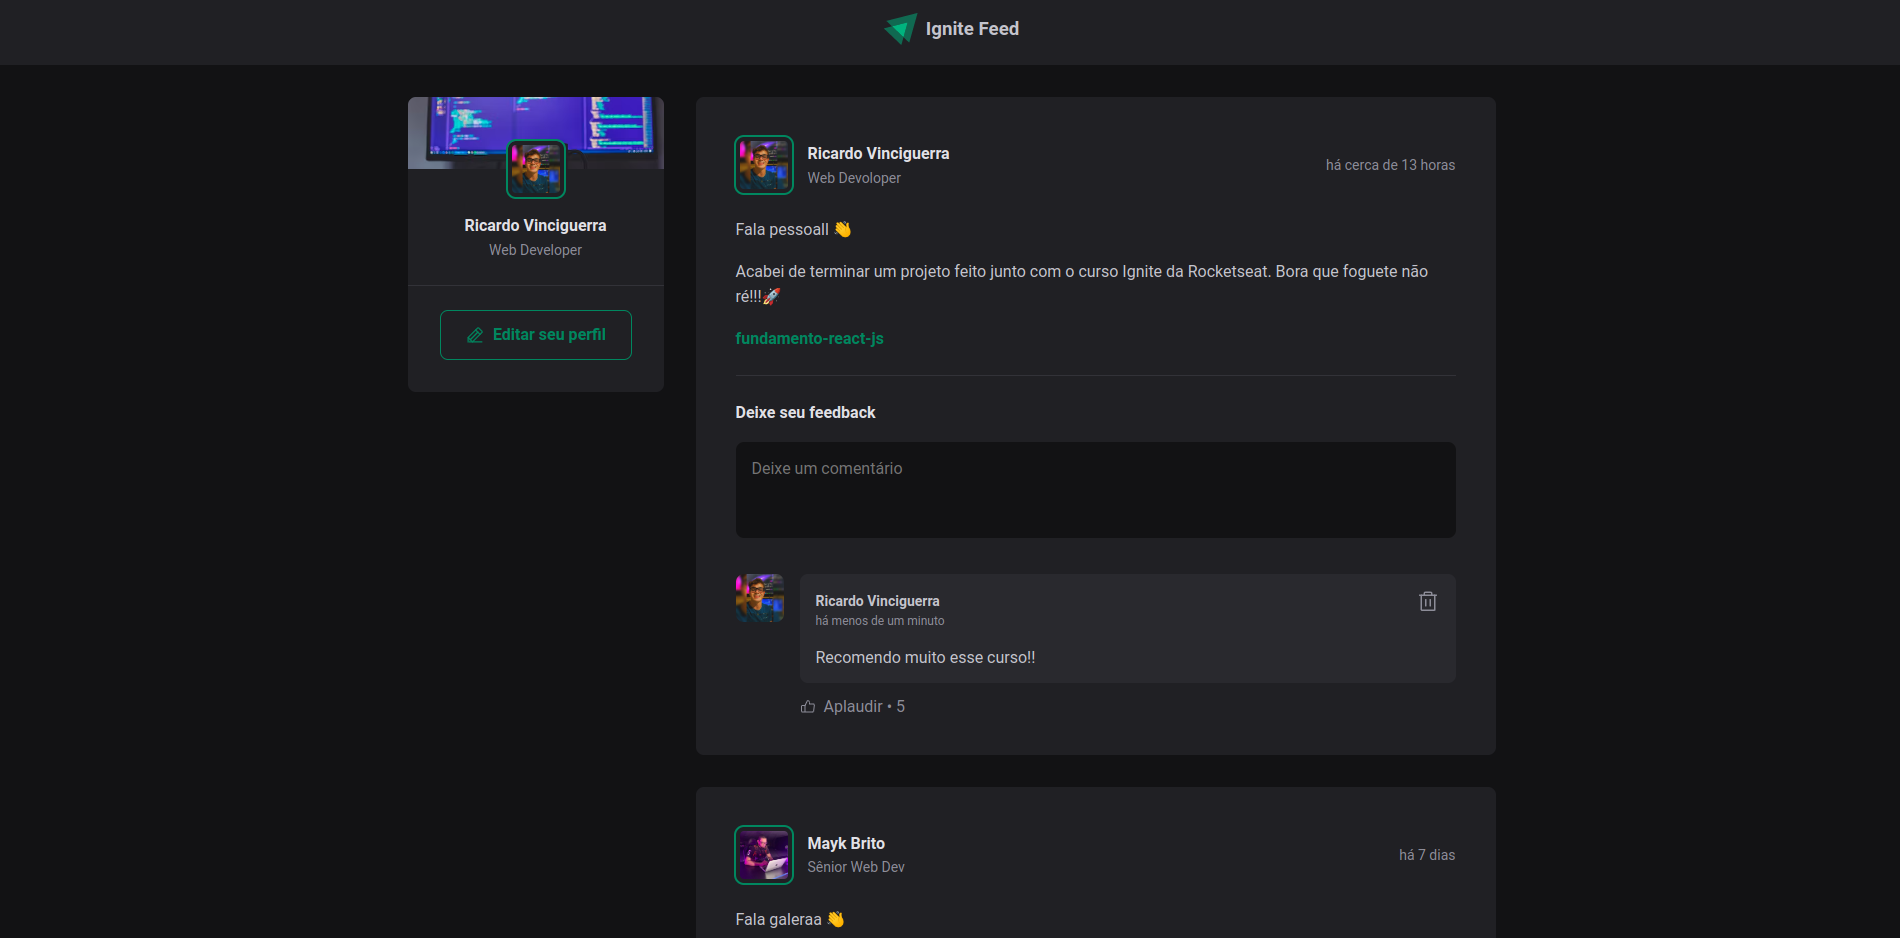 Ignite Feed
Ricardo Vinciguerra
Web Developer
Editar seu perfil
Ricardo Vinciguerra
Web Devoloper
há cerca de 13 horas
Fala pessoall 👋
Acabei de terminar um projeto feito junto com o curso Ignite da Rocketseat. Bora que foguete não
ré!!!🚀
fundamento-react-js
Deixe seu feedback
Deixe um comentário
Ricardo Vinciguerra
há menos de um minuto
Recomendo muito esse curso!!
Aplaudir • 5
Mayk Brito
Sênior Web Dev
há 7 dias
Fala galeraa 👋